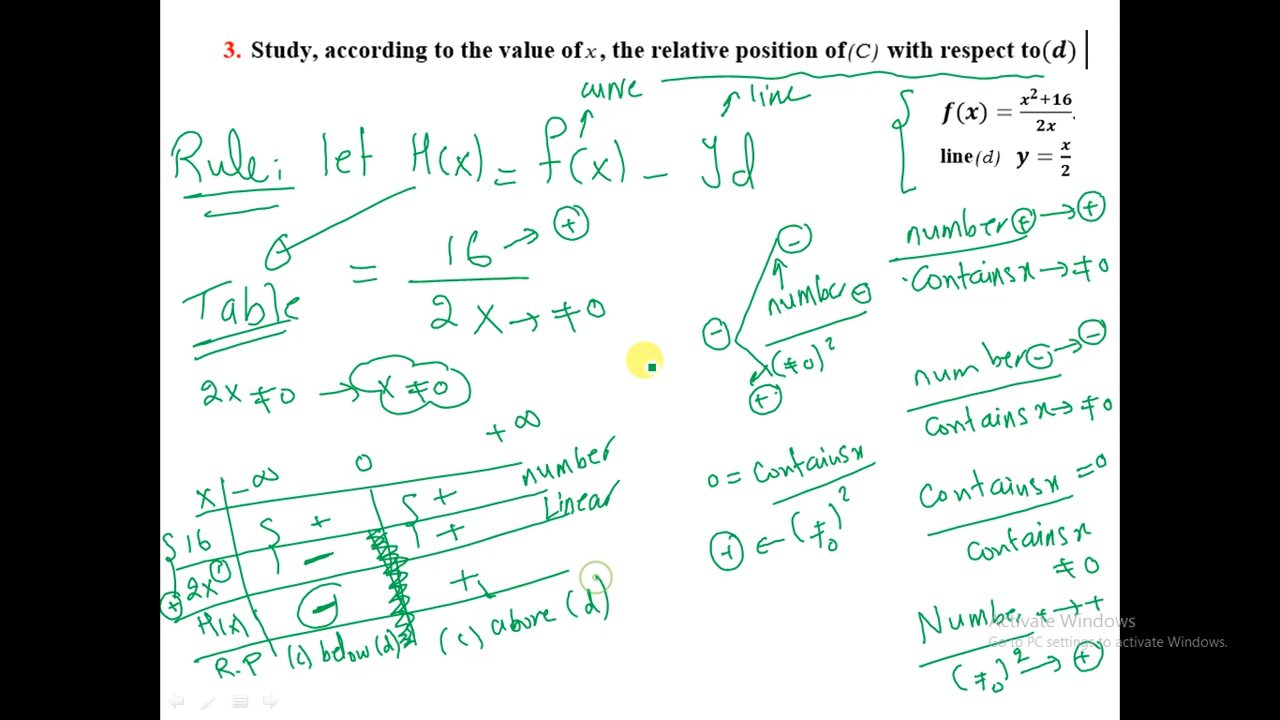 3. Study, according to the value of x, the relative position of (C) with respect to (d)
curve
line
f(x) = x²+16 / 2x.
line (d) y = x/2
Rule: let H(x) = f(x) - yd
= 16 → + / 2x → ≠0
Table
2x ≠0 → x ≠0
x -∞ 0 +∞
16 + + number
2x - + Linear
H(x) - +
R.P (C) below (d) (C) above (d)
- number - / (≠0)² +
0 = Contains x / (≠0)² → +
number + → +
Contains x → ≠0
number - → -
Contains x → ≠0
Contains x = 0
Contains x ≠0
Number + → +
(≠0)² → +
Activate Windows
Go to PC settings to activate Windows.